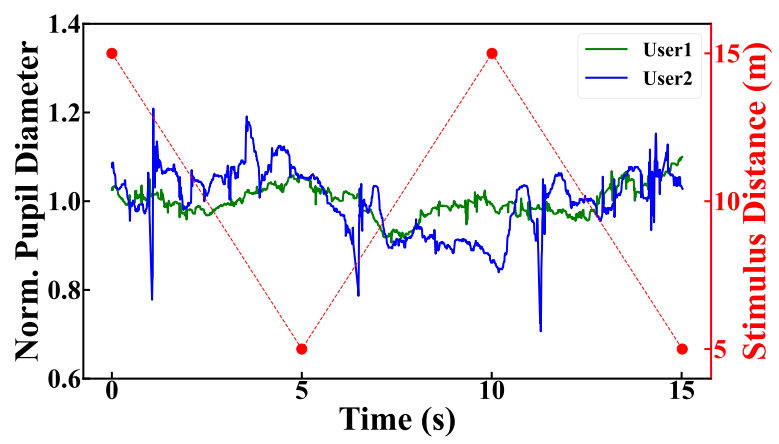 1.4
1.2
1.0
0.8
0.6
Norm. Pupil Diameter
User1
User2
15
10
5
Stimulus Distance (m)
0
5
10
15
Time (s)